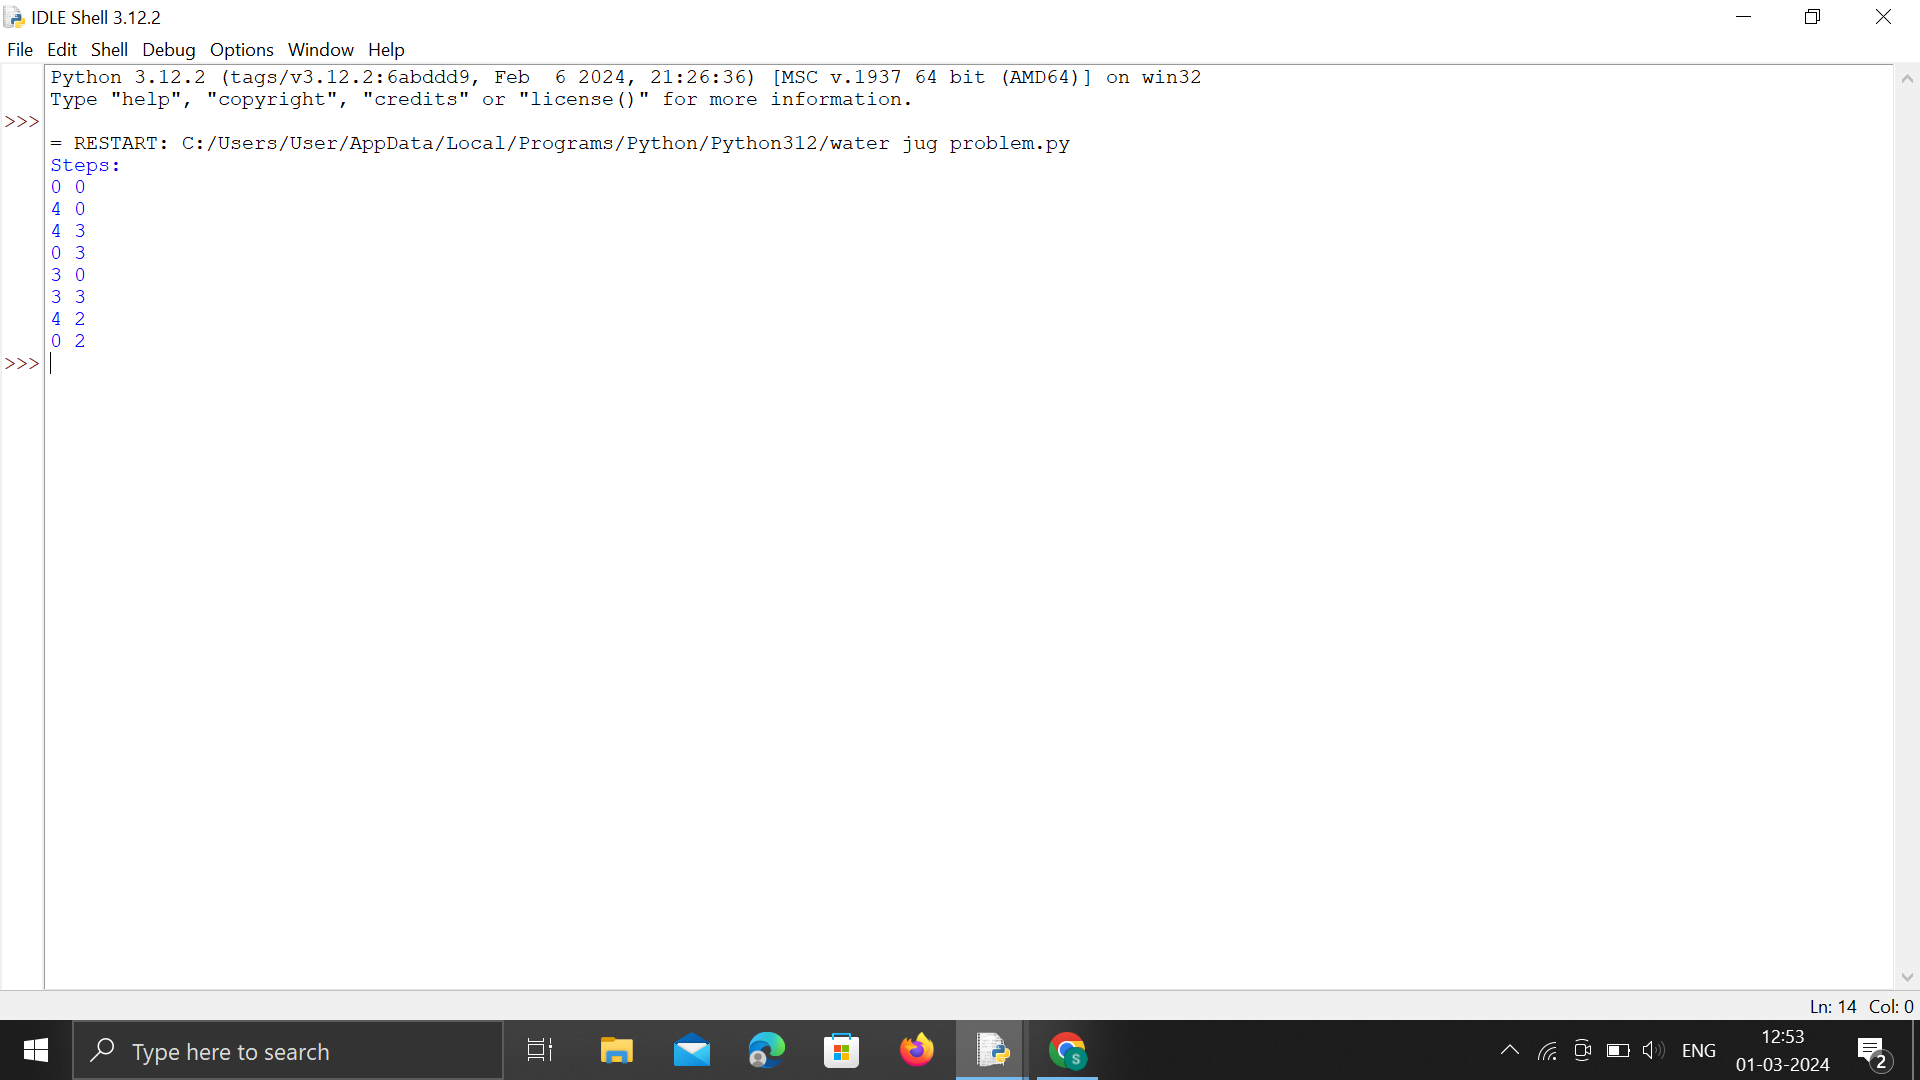 IDLE Shell 3.12.2
File Edit Shell Debug Options Window Help
Python 3.12.2 (tags/v3.12.2:6abddd9, Feb  6 2024, 21:26:36) [MSC v.1937 64 bit (AMD64)] on win32
Type "help", "copyright", "credits" or "license()" for more information.
>>>
= RESTART: C:/Users/User/AppData/Local/Programs/Python/Python312/water jug problem.py
Steps:
0 0
4 0
4 3
0 3
3 0
3 3
4 2
0 2
>>>
Ln: 14 Col: 0
Type here to search
S
ENG
12:53
01-03-2024
2